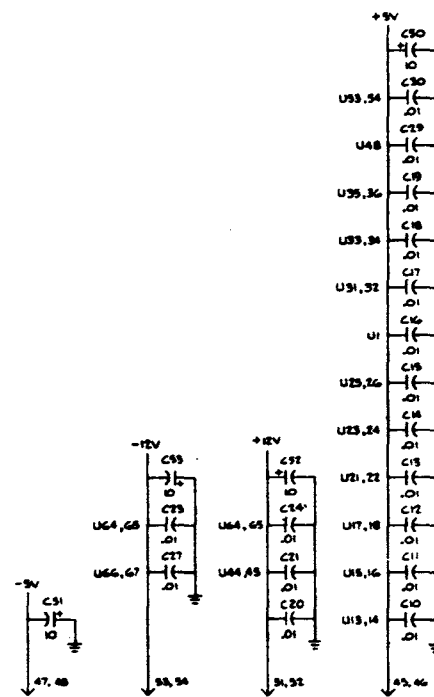 +5V
C50
+
10
U53,54
C30
.01
U48
C29
.01
U35,36
C19
.01
U33,34
C18
.01
U31,32
C17
.01
U1
C16
.01
U25,26
C15
.01
U23,24
C14
.01
-12V
C53
+
10
+12V
C52
+
10
U21,22
C13
.01
U64,65
C23
.01
U64,65
C24
.01
U17,18
C12
.01
U66,67
C27
.01
U44,45
C21
.01
U15,16
C11
.01
-5V
C51
+
10
C20
.01
U13,14
C10
.01
47,48
53,54
51,52
45,46